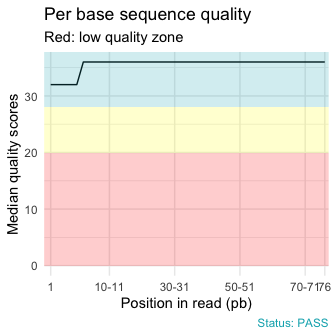 Per base sequence quality
Red: low quality zone
Median quality scores
30
20
10
0
1 10-11 30-31 50-51 70-7176
Position in read (pb)
Status: PASS